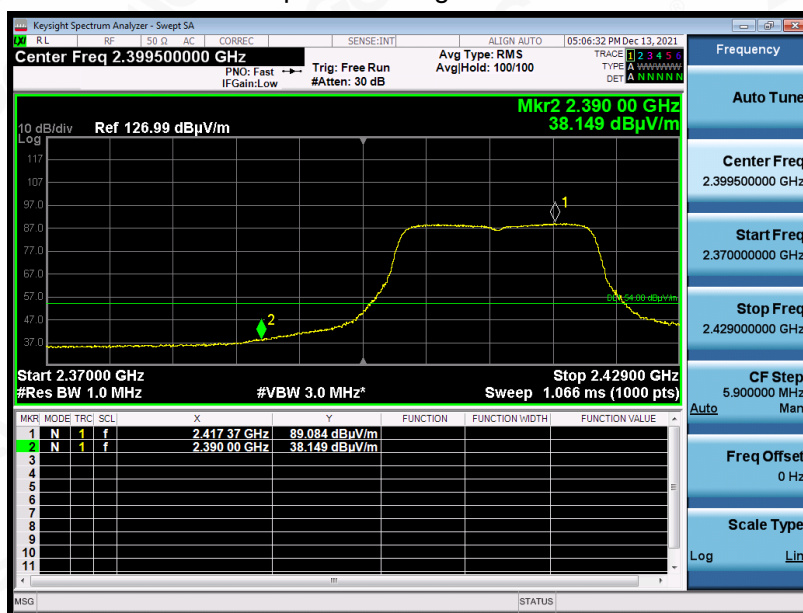 Keysight Spectrum Analyzer - Swept SA
LXI RL RF 50 Ω AC CORREC SENSE:INT ALIGN AUTO 05:06:32 PM Dec 13, 2021
Center Freq 2.399500000 GHz
PNO: Fast
IFGain:Low
Trig: Free Run
#Atten: 30 dB
Avg Type: RMS
Avg|Hold: 100/100
TRACE 1 2 3 4 5 6
TYPE A WWWWW
DET A N N N N N
Mkr2 2.390 00 GHz
38.149 dBµV/m
10 dB/div Ref 126.99 dBµV/m
Log
117
107
97.0
87.0
77.0
67.0
57.0
47.0
37.0
1
2
54.00 dBµV/m
Start 2.37000 GHz Stop 2.42900 GHz
#Res BW 1.0 MHz #VBW 3.0 MHz* Sweep 1.066 ms (1000 pts)
MKR MODE TRC SCL X Y FUNCTION FUNCTION WIDTH FUNCTION VALUE
1 N 1 f 2.417 37 GHz 89.084 dBµV/m
2 N 1 f 2.390 00 GHz 38.149 dBµV/m
3
4
5
6
7
8
9
10
11
MSG STATUS
Frequency
Auto Tune
Center Freq
2.399500000 GHz
Start Freq
2.370000000 GHz
Stop Freq
2.429000000 GHz
CF Step
5.900000 MHz
Auto Man
Freq Offset
0 Hz
Scale Type
Log Lin